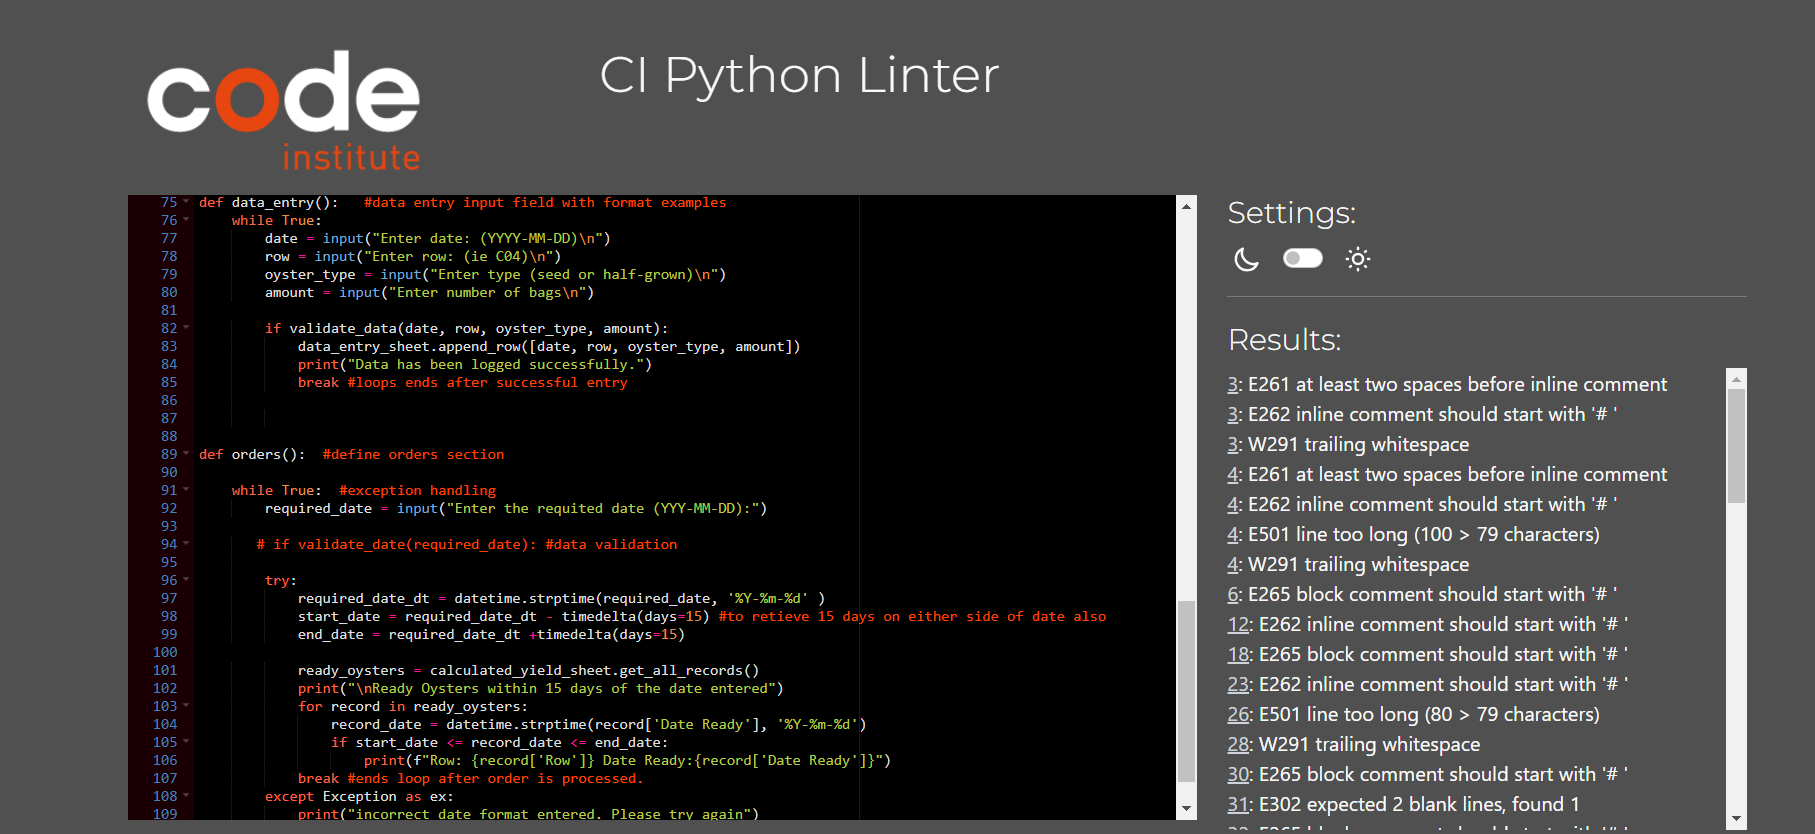 code
institute
CI Python Linter
75 def data_entry():   #data entry input field with format examples
76     while True:
77         date = input("Enter date: (YYYY-MM-DD)\n")
78         row = input("Enter row: (ie C04)\n")
79         oyster_type = input("Enter type (seed or half-grown)\n")
80         amount = input("Enter number of bags\n")
81
82         if validate_data(date, row, oyster_type, amount):
83             data_entry_sheet.append_row([date, row, oyster_type, amount])
84             print("Data has been logged successfully.")
85             break #loops ends after successful entry
86
87
88
89 def orders():  #define orders section
90
91     while True:  #exception handling
92         required_date = input("Enter the requited date (YYY-MM-DD):")
93
94        # if validate_date(required_date): #data validation
95
96         try:
97             required_date_dt = datetime.strptime(required_date, '%Y-%m-%d' )
98             start_date = required_date_dt - timedelta(days=15) #to retieve 15 days on either side of date also
99             end_date = required_date_dt +timedelta(days=15)
100
101             ready_oysters = calculated_yield_sheet.get_all_records()
102             print("\nReady Oysters within 15 days of the date entered")
103             for record in ready_oysters:
104                 record_date = datetime.strptime(record['Date Ready'], '%Y-%m-%d')
105                 if start_date <= record_date <= end_date:
106                     print(f"Row: {record['Row']} Date Ready:{record['Date Ready']}")
107             break #ends loop after order is processed.
108         except Exception as ex:
109             print("incorrect date format entered. Please try again")
Settings:
Results:
3: E261 at least two spaces before inline comment
3: E262 inline comment should start with '# '
3: W291 trailing whitespace
4: E261 at least two spaces before inline comment
4: E262 inline comment should start with '# '
4: E501 line too long (100 > 79 characters)
4: W291 trailing whitespace
6: E265 block comment should start with '# '
12: E262 inline comment should start with '# '
18: E265 block comment should start with '# '
23: E262 inline comment should start with '# '
26: E501 line too long (80 > 79 characters)
28: W291 trailing whitespace
30: E265 block comment should start with '# '
31: E302 expected 2 blank lines, found 1